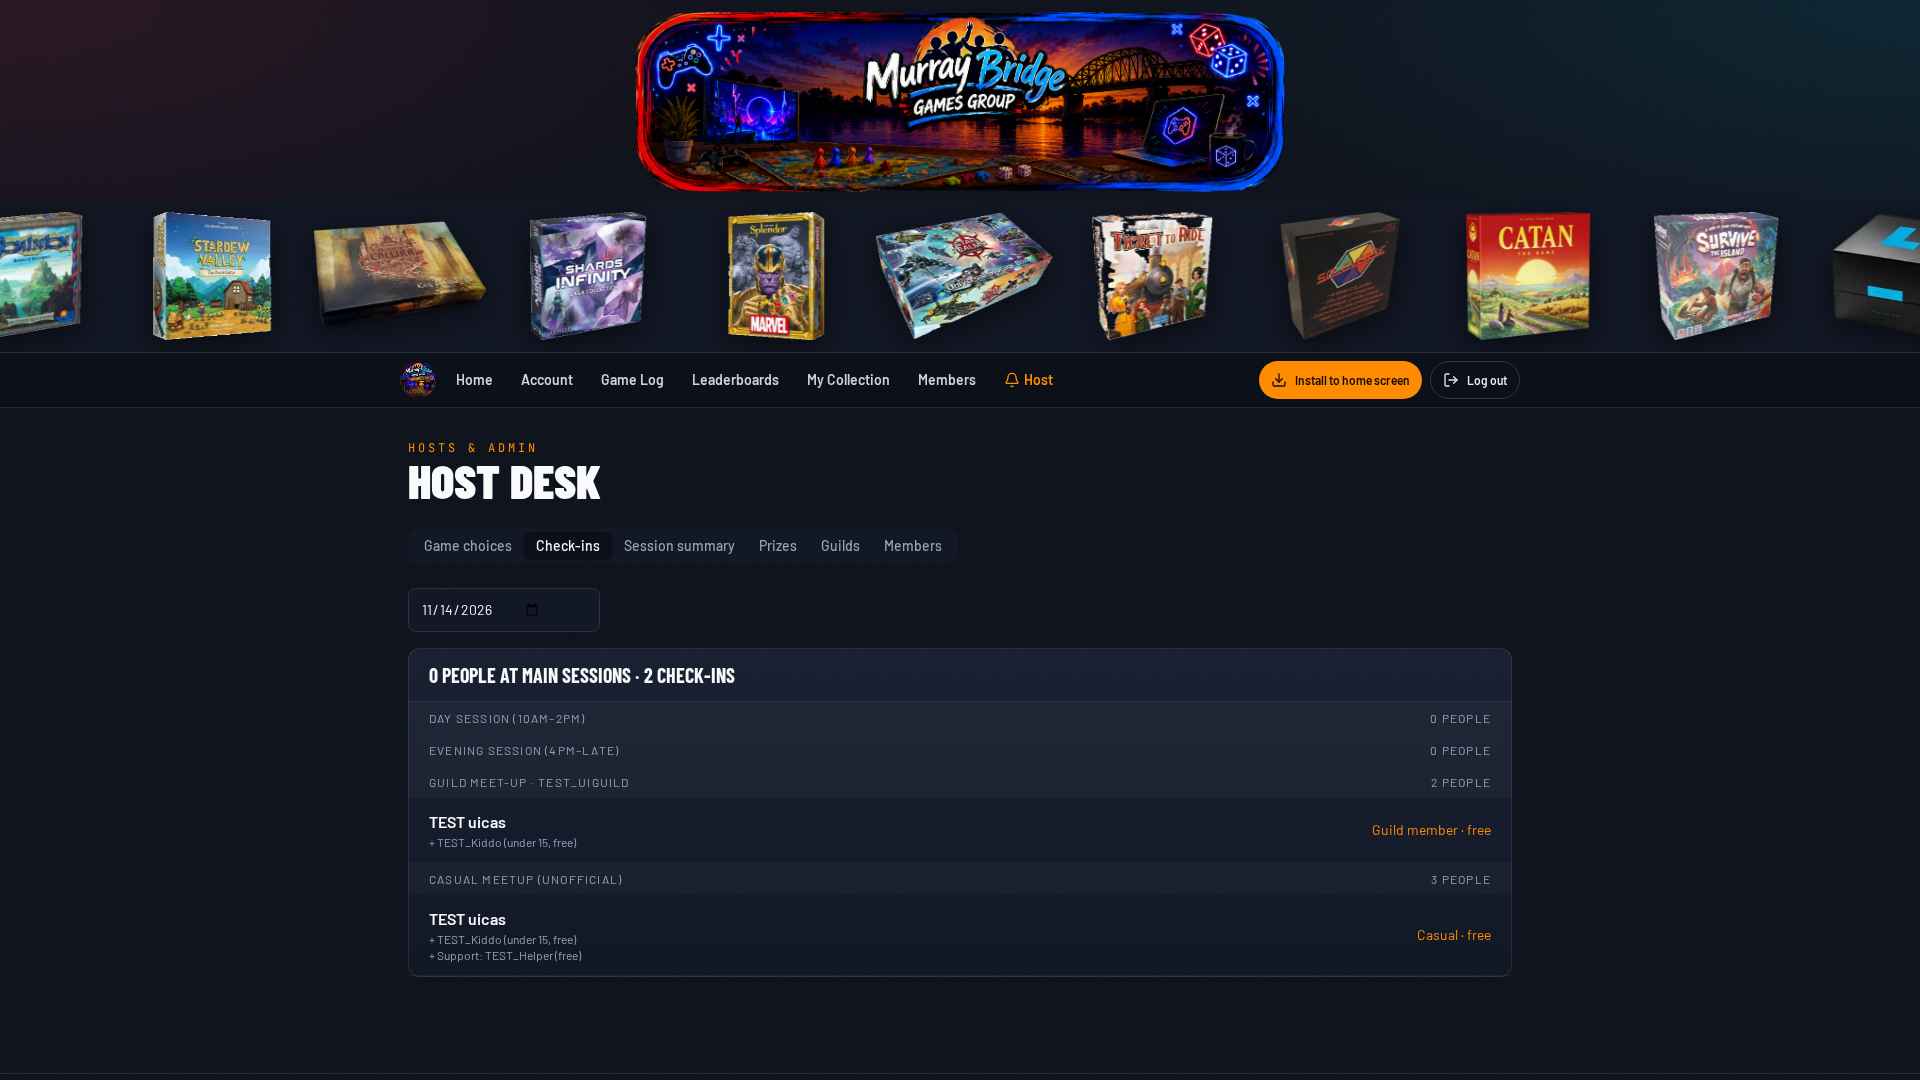 Murray Bridge
GAMES GROUP
STARDEW
VALLEY
SHARDS
INFINITY
Splendor
MARVEL
TICKET TO RIDE
CATAN
THE GAME
SURVIVE
THE ISLAND
Home
Account
Game Log
Leaderboards
My Collection
Members
Host
Install to home screen
Log out
HOSTS & ADMIN
HOST DESK
Game choices
Check-ins
Session summary
Prizes
Guilds
Members
11/14/2026
0 PEOPLE AT MAIN SESSIONS · 2 CHECK-INS
DAY SESSION (10AM–2PM)
0 PEOPLE
EVENING SESSION (4PM–LATE)
0 PEOPLE
GUILD MEET-UP · TEST_UIGUILD
2 PEOPLE
TEST uicas
+ TEST_Kiddo (under 15, free)
Guild member · free
CASUAL MEETUP (UNOFFICIAL)
3 PEOPLE
TEST uicas
+ TEST_Kiddo (under 15, free)
+ Support: TEST_Helper (free)
Casual · free